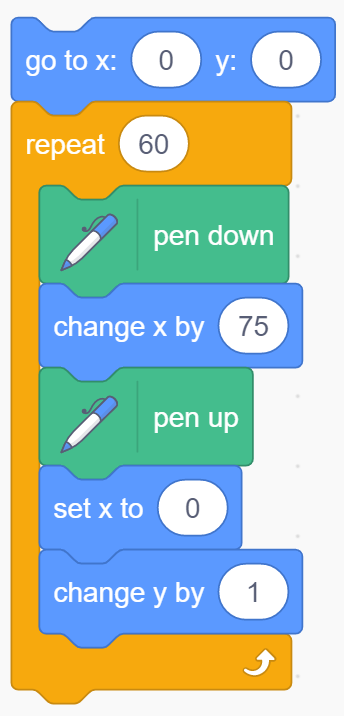 go to x: 0 y: 0
repeat 60
pen down
change x by 75
pen up
set x to 0
change y by 1